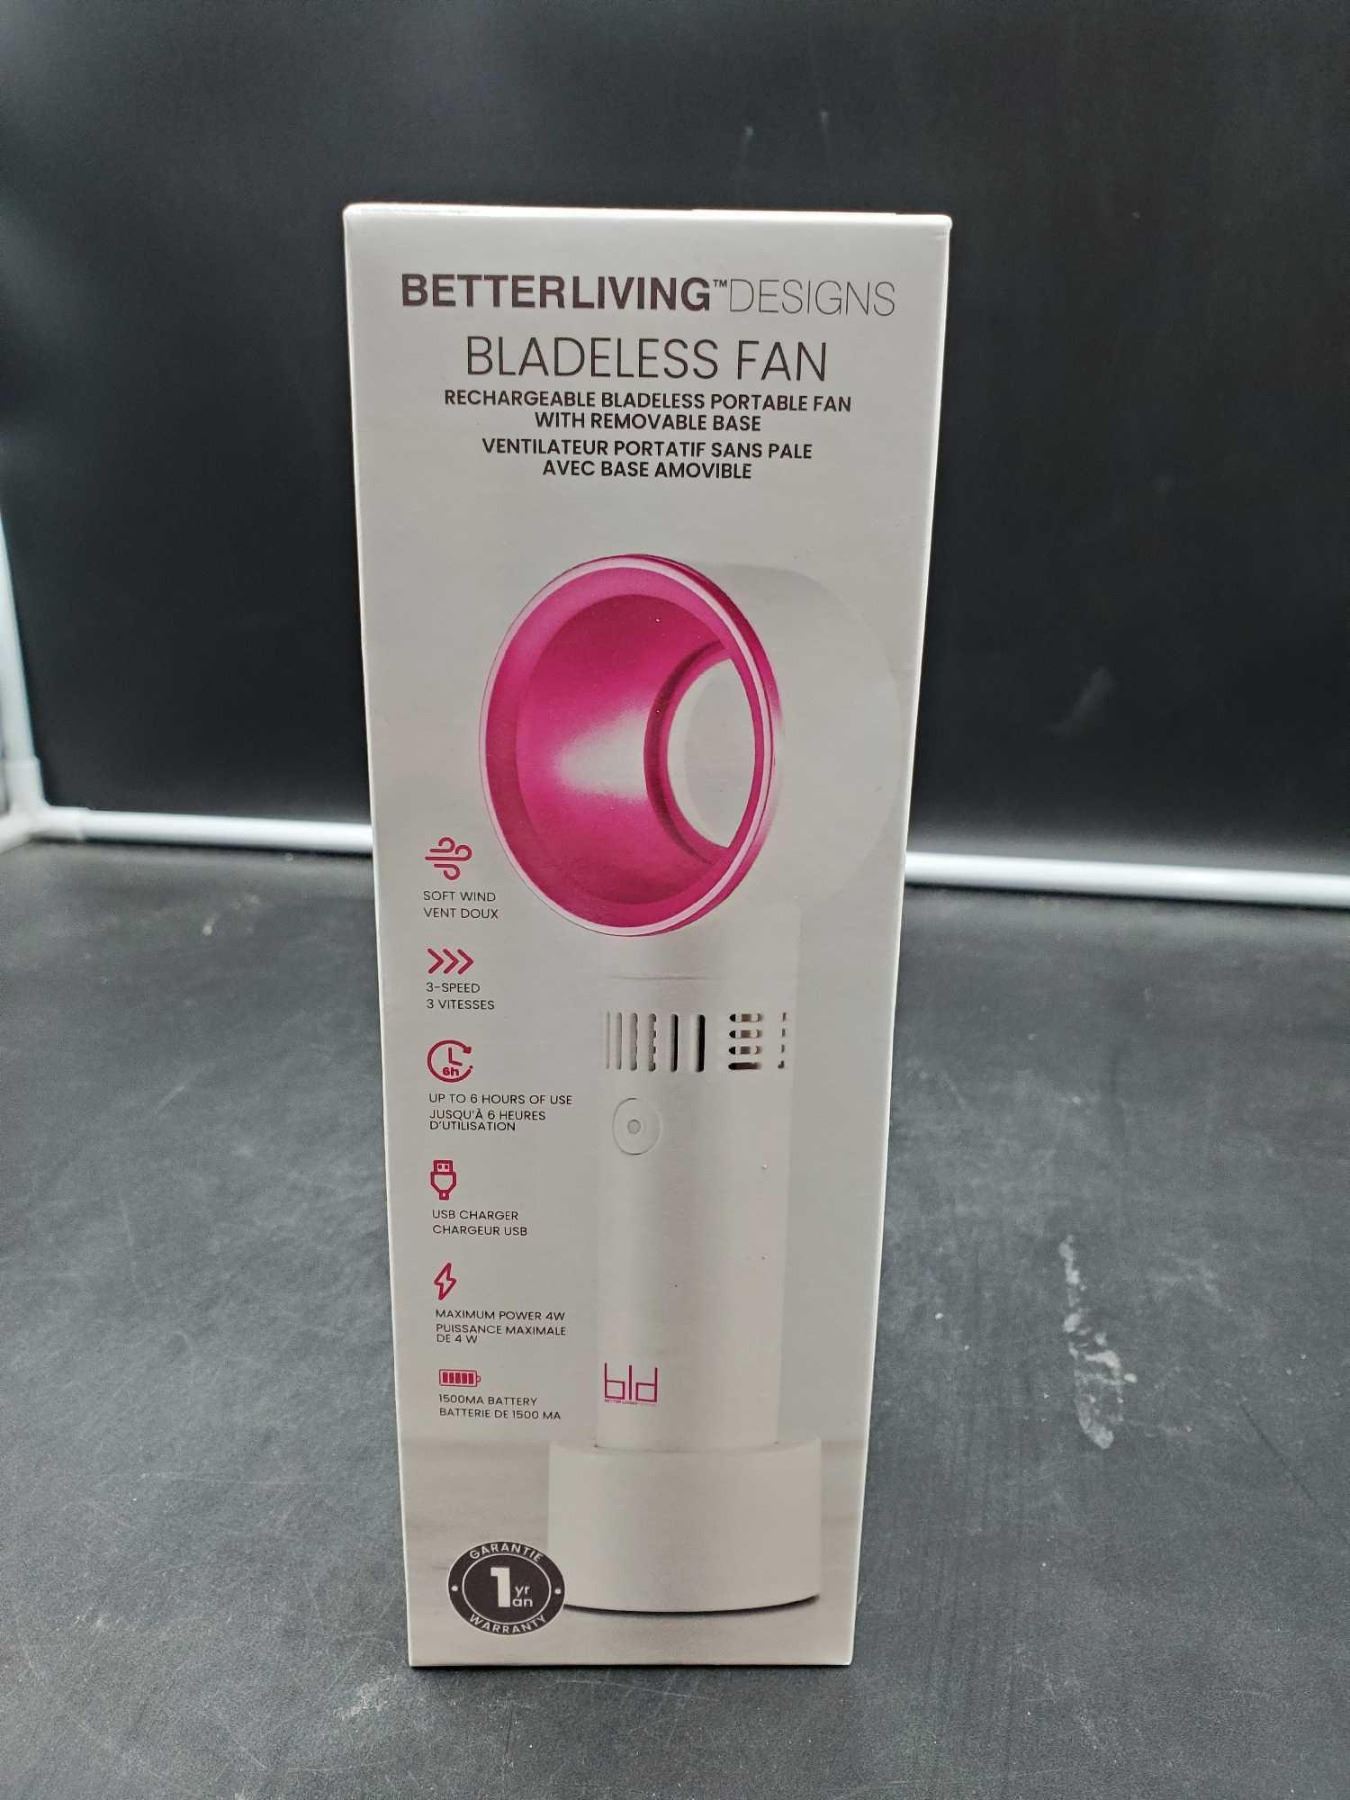 BETTERLIVING™DESIGNS
BLADELESS FAN
RECHARGEABLE BLADELESS PORTABLE FAN
WITH REMOVABLE BASE
VENTILATEUR PORTATIF SANS PALE
AVEC BASE AMOVIBLE
SOFT WIND
VENT DOUX
3-SPEED
3 VITESSES
6h
UP TO 6 HOURS OF USE
JUSQU'À 6 HEURES
D'UTILISATION
USB CHARGER
CHARGEUR USB
MAXIMUM POWER 4W
PUISSANCE MAXIMALE
DE 4 W
1500MA BATTERY
BATTERIE DE 1500 MA
bld
GARANTIE
1 yr
an
WARRANTY